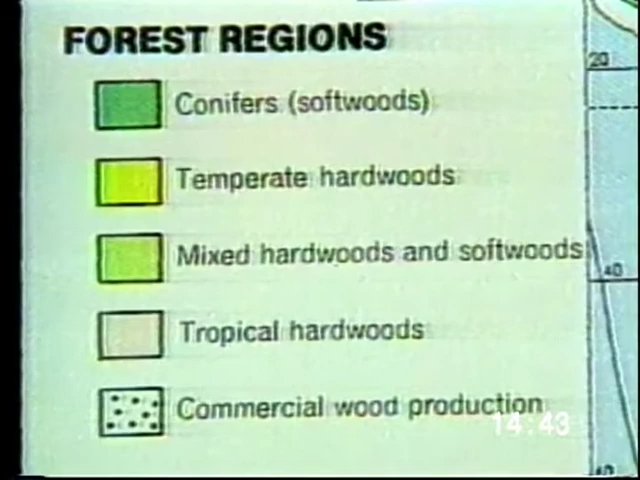 FOREST REGIONS
Conifers (softwoods)
Temperate hardwoods
Mixed hardwoods and softwoods
Tropical hardwoods
Commercial wood production
14:43
20
40